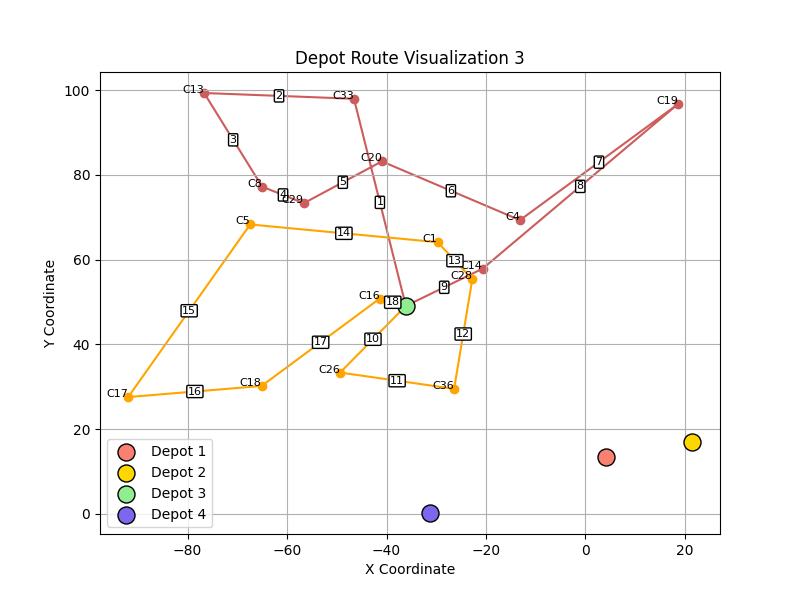 Depot Route Visualization 3
100
80
60
40
20
0
Y Coordinate
−80
−60
−40
−20
0
20
X Coordinate
C13
2
C33
C19
3
C20
7
C8
4
C29
5
6
8
1
C4
C5
14
C1
13
C14
C28
9
C16
18
15
17
10
12
C26
11
C36
C17
16
C18
Depot 1
Depot 2
Depot 3
Depot 4